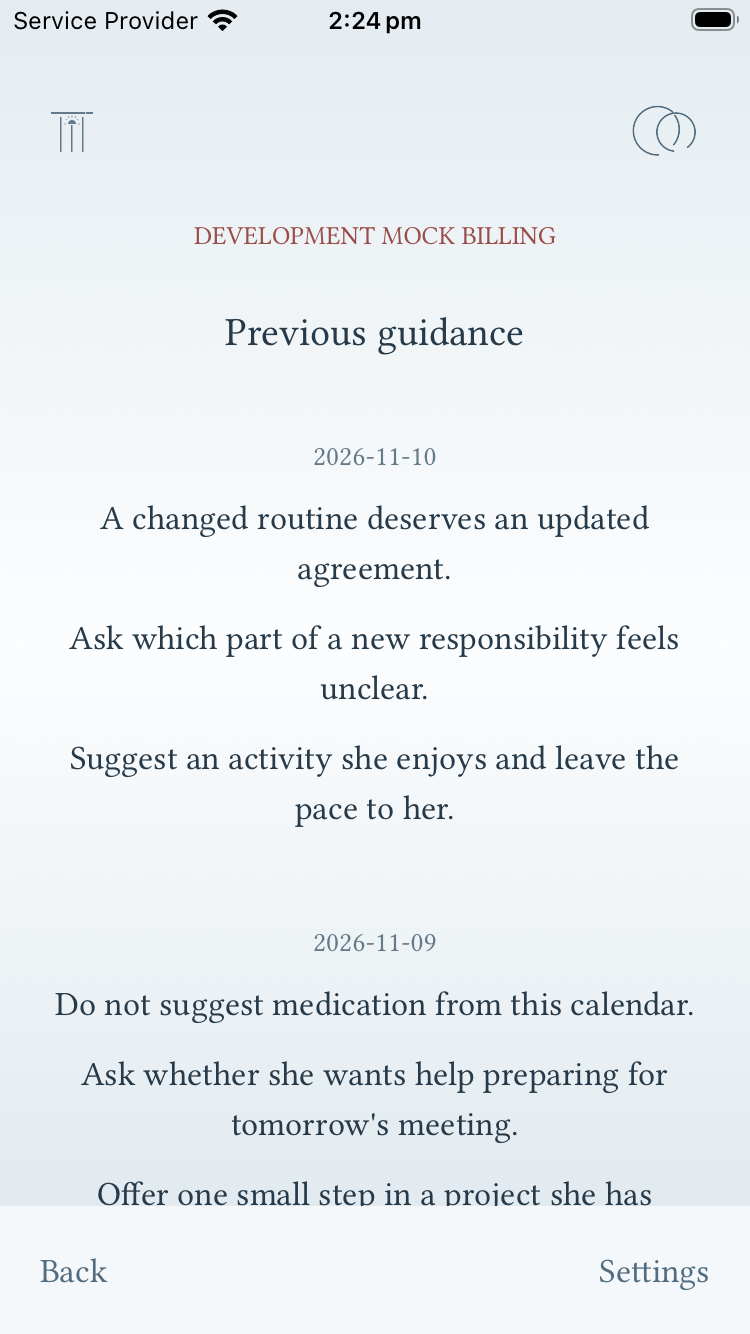 Service Provider 2:24 pm
DEVELOPMENT MOCK BILLING
Previous guidance
2026-11-10
A changed routine deserves an updated
agreement.
Ask which part of a new responsibility feels
unclear.
Suggest an activity she enjoys and leave the
pace to her.
2026-11-09
Do not suggest medication from this calendar.
Ask whether she wants help preparing for
tomorrow's meeting.
Offer one small step in a project she has
Back Settings